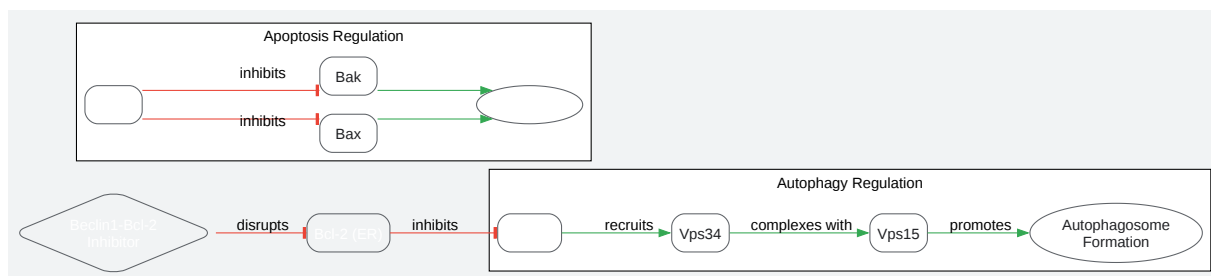 Apoptosis Regulation
inhibits
Bak
inhibits
Bax
Autophagy Regulation
Beclin1-Bcl-2
Inhibitor
disrupts
Bcl-2 (ER)
inhibits
recruits
Vps34
complexes with
Vps15
promotes
Autophagosome
Formation